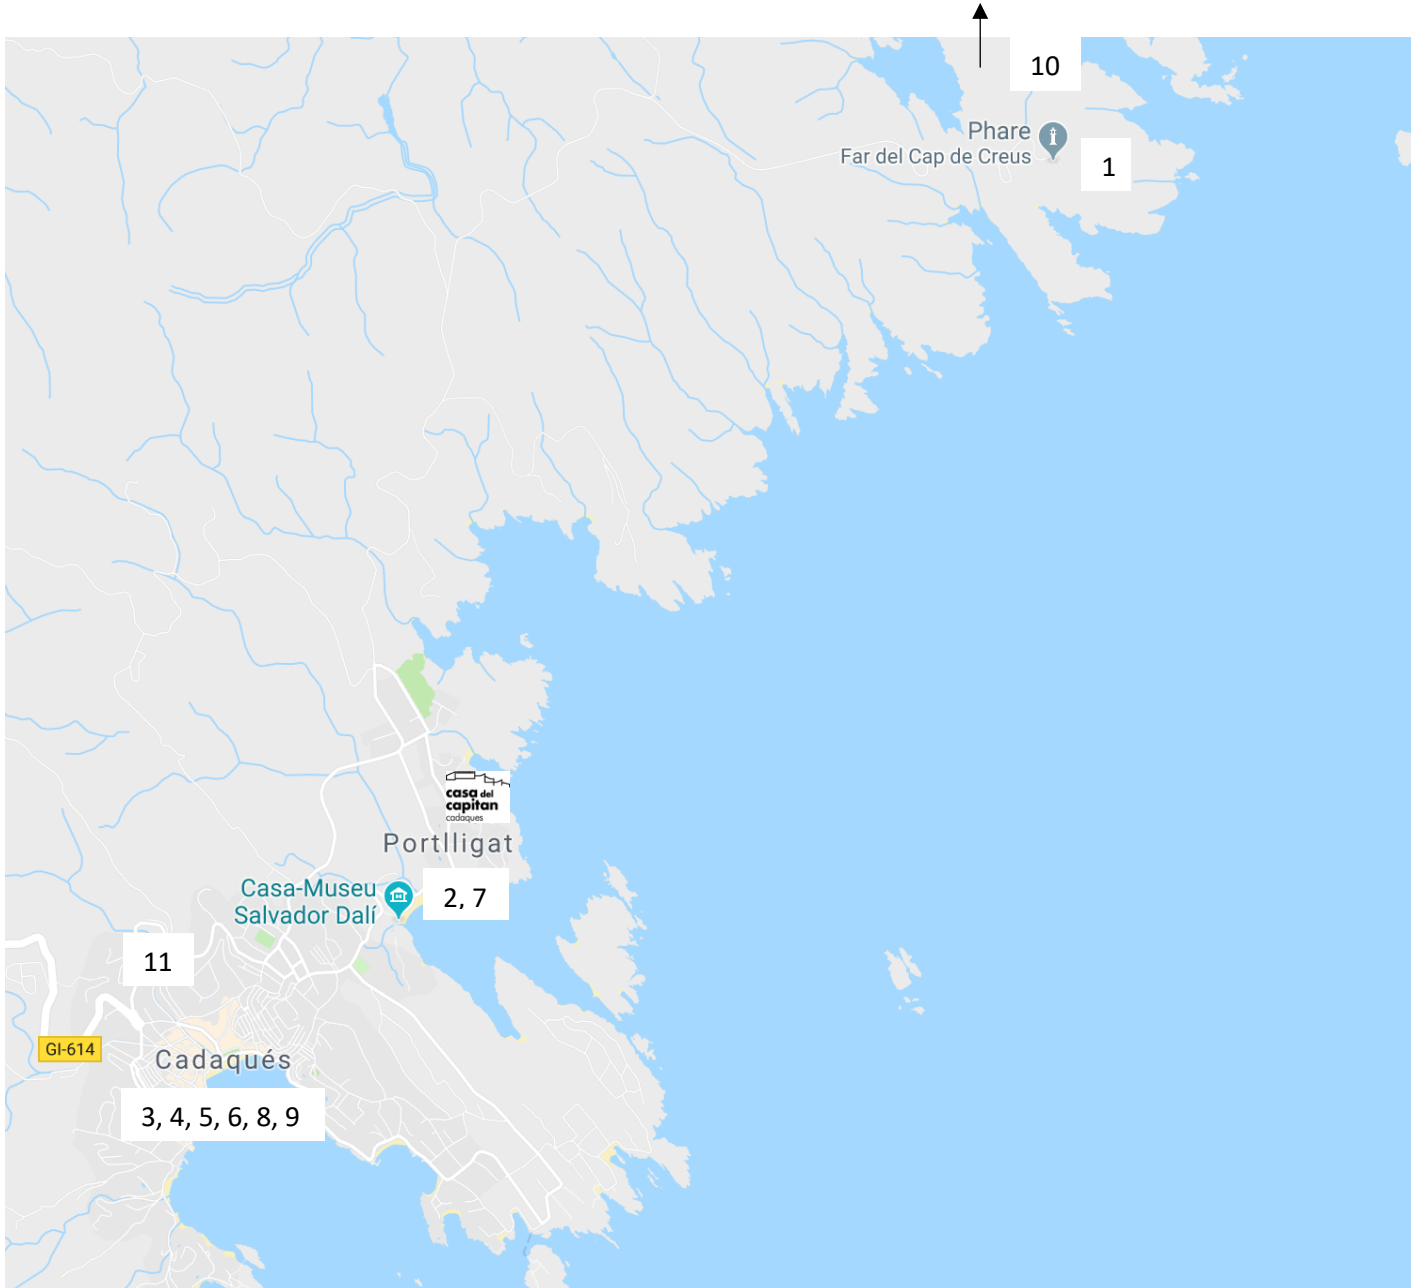 10
Phare
Far del Cap de Creus
1
casa del
capitan
cadaques
Portlligat
Casa-Museu
Salvador Dalí
2, 7
11
GI-614
Cadaqués
3, 4, 5, 6, 8, 9